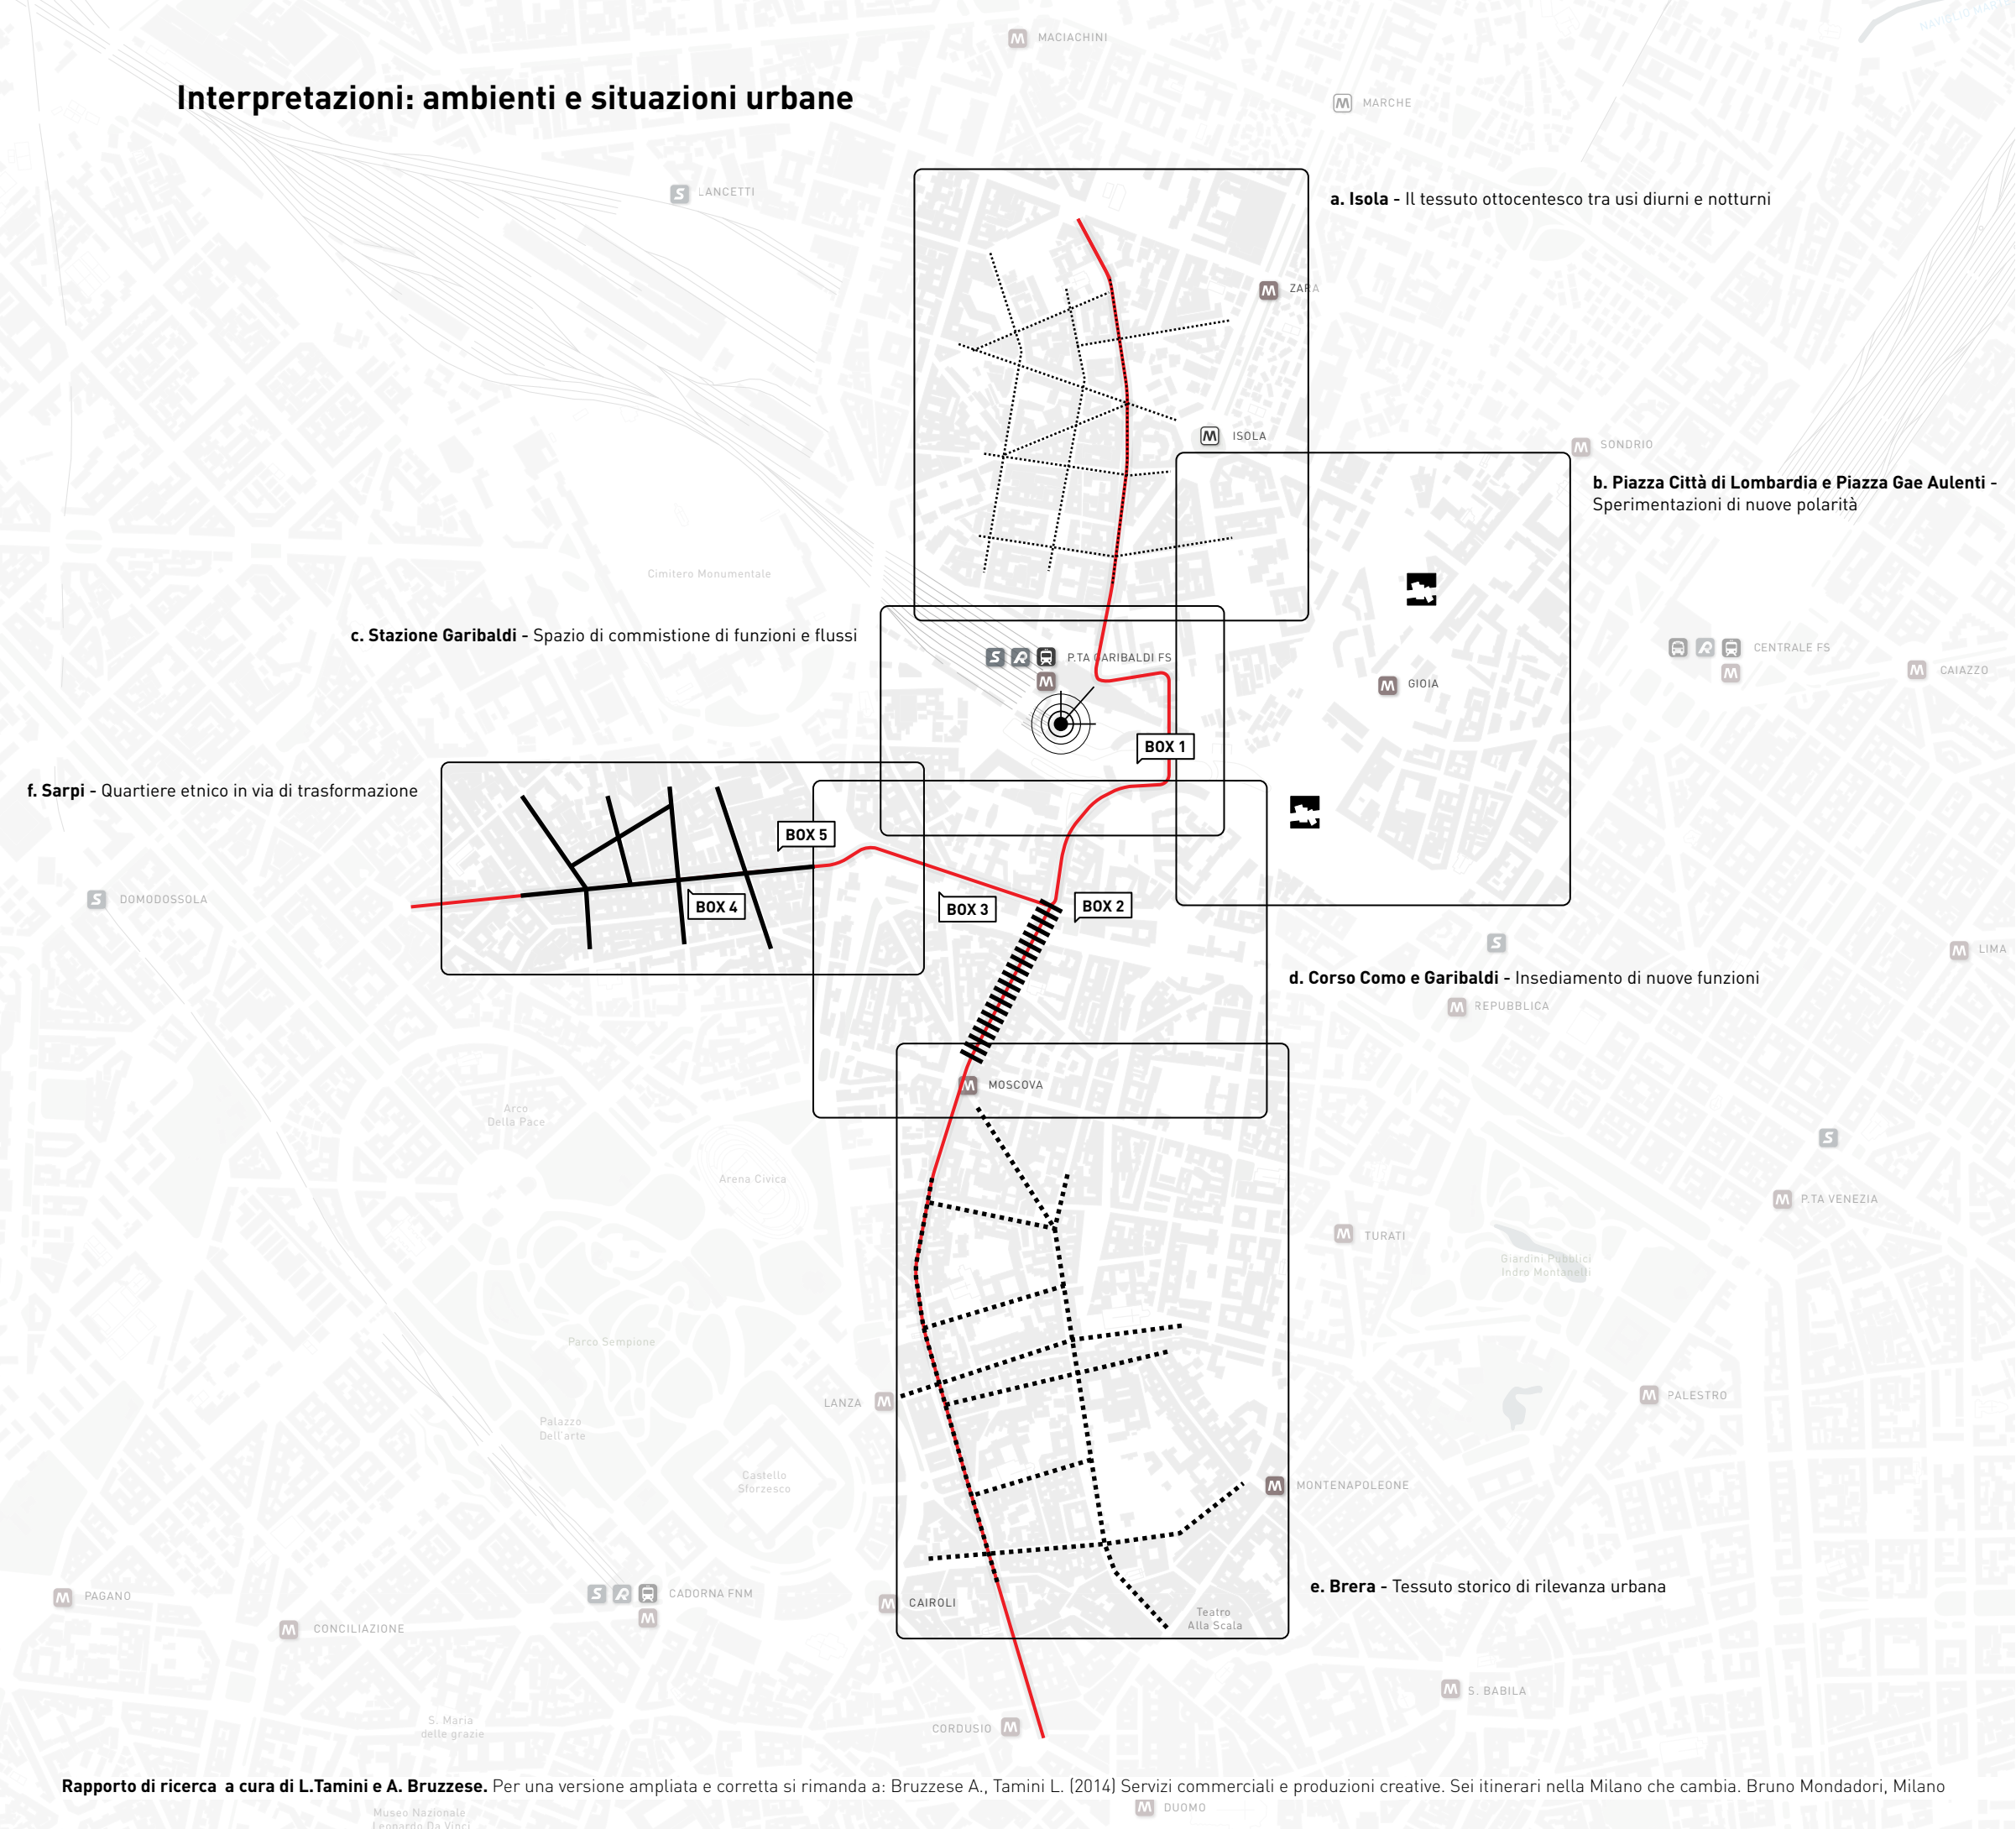 NAVIGLIO MAR
MACIACHINI
Interpretazioni: ambienti e situazioni urbane
MARCHE
LANCETTI
a. Isola - Il tessuto ottocentesco tra usi diurni e notturni
ZARA
ISOLA
SONDRIO
b. Piazza Città di Lombardia e Piazza Gae Aulenti -
Sperimentazioni di nuove polarità
Cimitero Monumentale
c. Stazione Garibaldi - Spazio di commistione di funzioni e flussi
P.TA GARIBALDI FS
CENTRALE FS
CAIAZZO
GIOIA
BOX 1
f. Sarpi - Quartiere etnico in via di trasformazione
BOX 5
DOMODOSSOLA
BOX 4
BOX 3
BOX 2
LIMA
d. Corso Como e Garibaldi - Insediamento di nuove funzioni
REPUBBLICA
MOSCOVA
Arco
Della Pace
Arena Civica
P.TA VENEZIA
TURATI
Giardini Pubblici
Indro Montanelli
Parco Sempione
LANZA
PALESTRO
Palazzo
Dell'arte
Castello
Sforzesco
MONTENAPOLEONE
e. Brera - Tessuto storico di rilevanza urbana
PAGANO
CADORNA FNM
CAIROLI
Teatro
Alla Scala
CONCILIAZIONE
S. BABILA
S. Maria
delle grazie
CORDUSIO
Rapporto di ricerca a cura di L.Tamini e A. Bruzzese. Per una versione ampliata e corretta si rimanda a: Bruzzese A., Tamini L. (2014) Servizi commerciali e produzioni creative. Sei itinerari nella Milano che cambia. Bruno Mondadori, Milano
DUOMO
Museo Nazionale
Leonardo Da Vinci